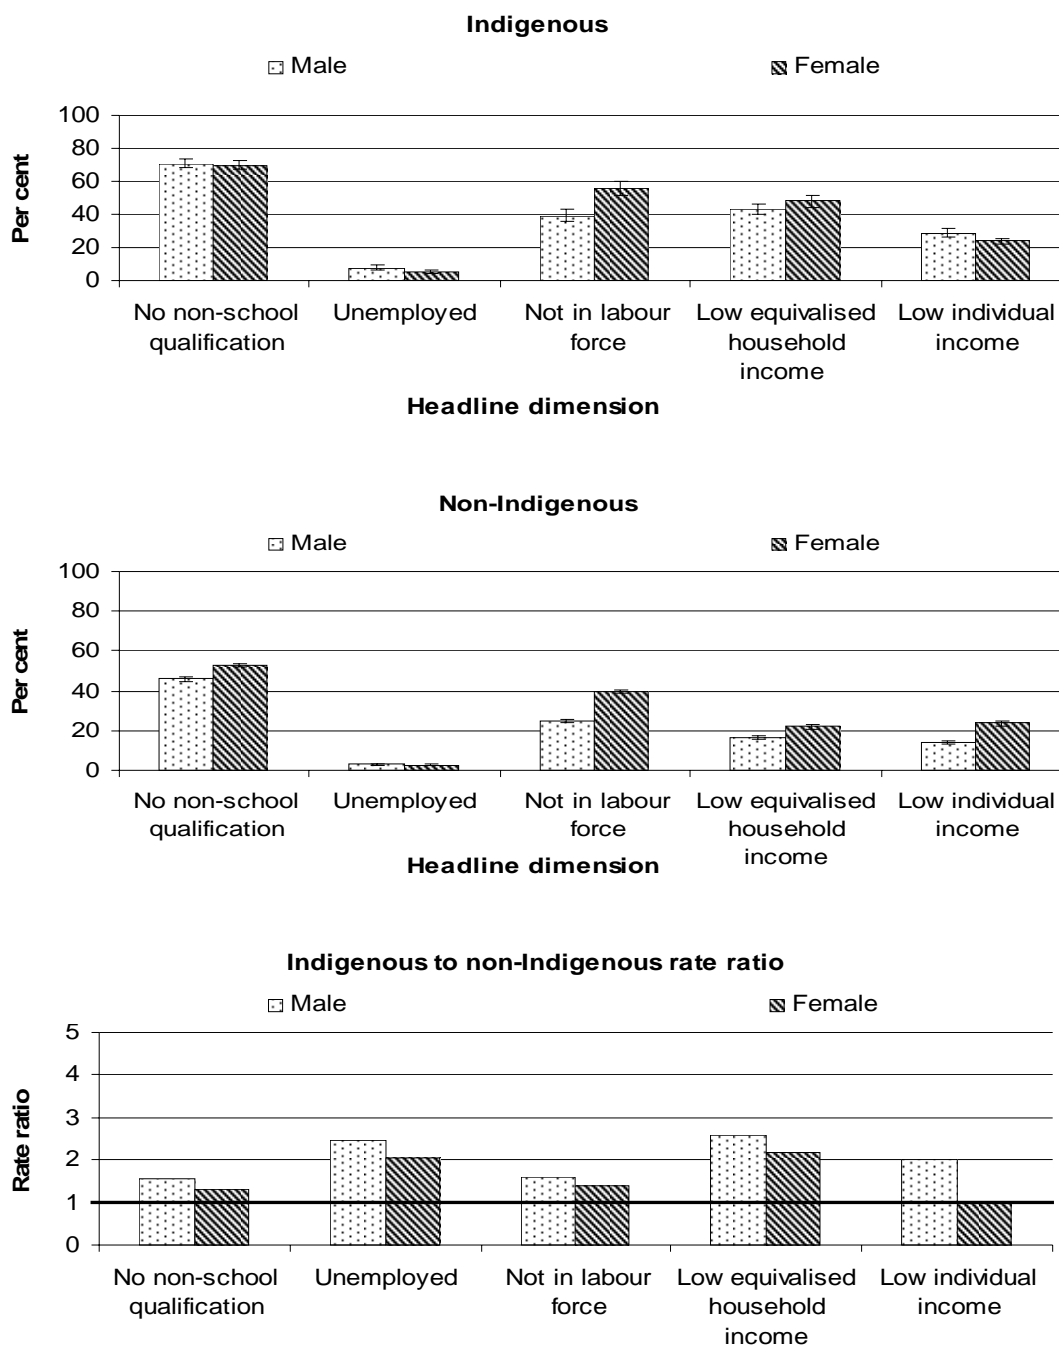 Indigenous
Male
Female
Per cent
100
80
60
40
20
0
No non-school
qualification
Unemployed
Not in labour
force
Low equivalised
household
income
Low individual
income
Headline dimension
Non-Indigenous
Male
Female
Per cent
100
80
60
40
20
0
No non-school
qualification
Unemployed
Not in labour
force
Low equivalised
household
income
Low individual
income
Headline dimension
Indigenous to non-Indigenous rate ratio
Male
Female
Rate ratio
5
4
3
2
1
0
No non-school
qualification
Unemployed
Not in labour
force
Low equivalised
household
income
Low individual
income